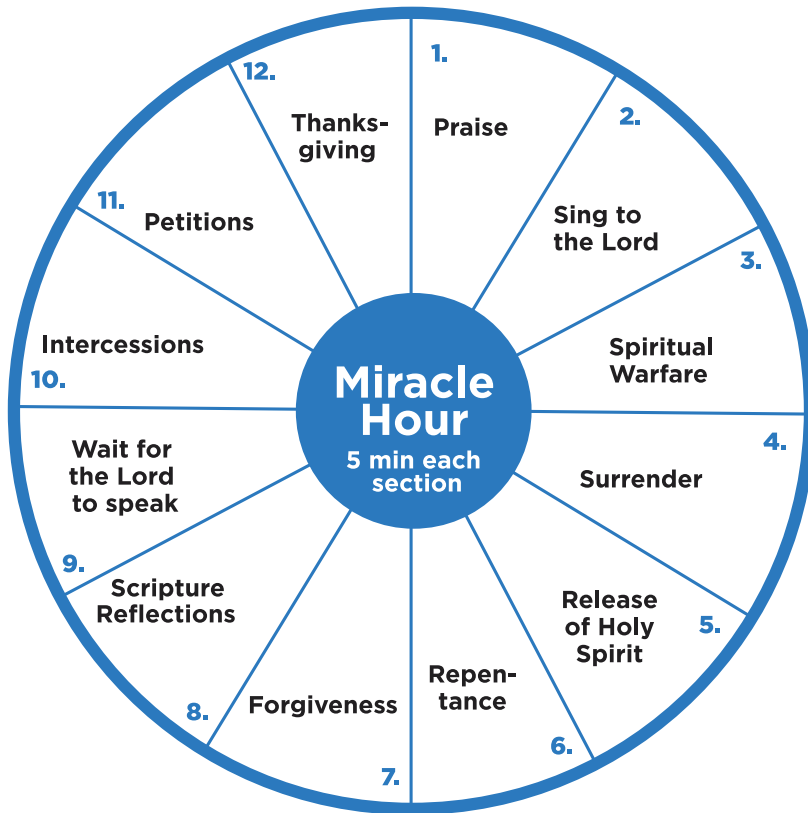 1.
Praise
2.
Sing to
the Lord
3.
Spiritual
Warfare
4.
Surrender
5.
Release
of Holy
Spirit
6.
Repen-
tance
7.
Forgiveness
8.
Scripture
Reflections
9.
Wait for
the Lord
to speak
10.
Intercessions
11.
Petitions
12.
Thanks-
giving
Miracle
Hour
5 min each
section